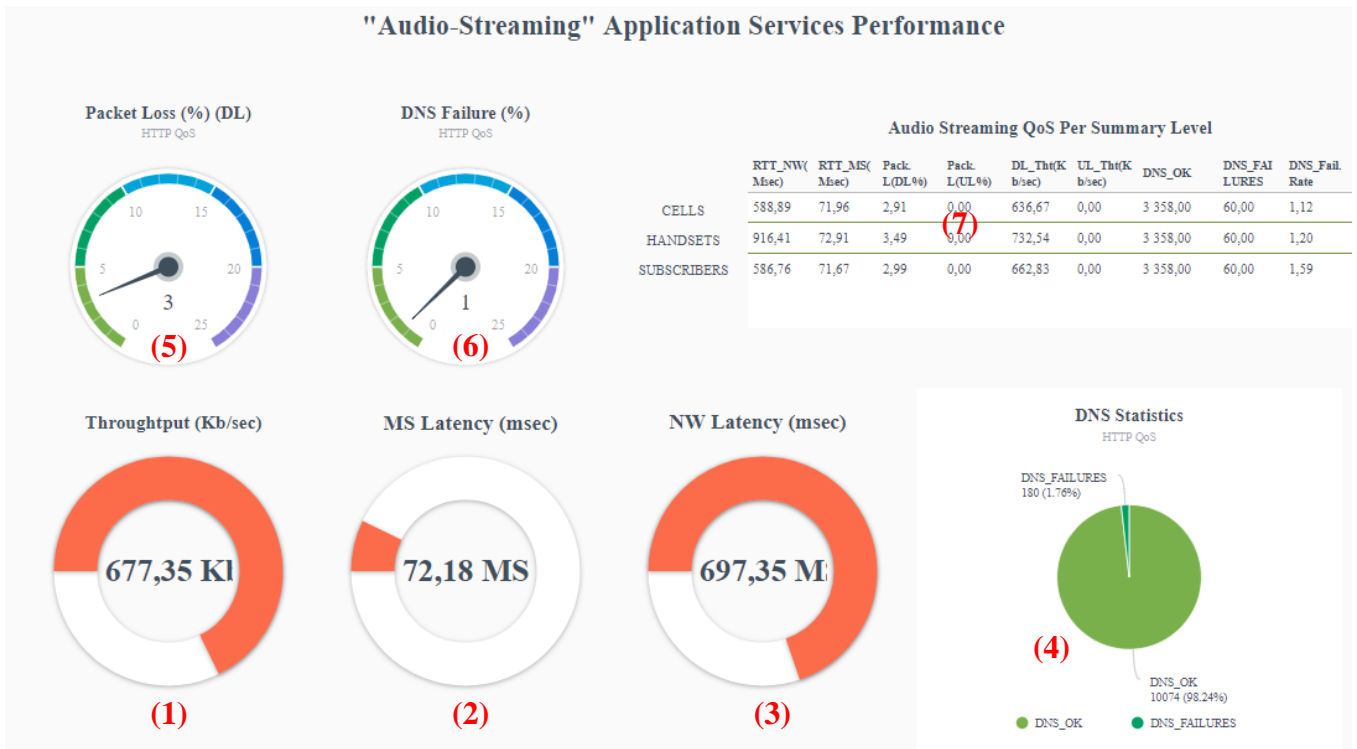 "Audio-Streaming" Application Services Performance
Packet Loss (%) (DL)
HTTP QoS
0
5
10
15
20
25
3
(5)
DNS Failure (%)
HTTP QoS
0
5
10
15
20
25
1
(6)
Audio Streaming QoS Per Summary Level
RTT_NW( RTT_MS( Pack. Pack. DL_Tht(K UL_Tht(K DNS_OK DNS_FAI DNS_Fail.
Msec) Msec) L(DL%) L(UL%) b/sec) b/sec) LURES Rate
CELLS 588,89 71,96 2,91 0,00 636,67 0,00 3 358,00 60,00 1,12
(7)
HANDSETS 916,41 72,91 3,49 0,00 732,54 0,00 3 358,00 60,00 1,20
SUBSCRIBERS 586,76 71,67 2,99 0,00 662,83 0,00 3 358,00 60,00 1,59
Throughtput (Kb/sec)
677,35 K
(1)
MS Latency (msec)
72,18 MS
(2)
NW Latency (msec)
697,35 M
(3)
DNS Statistics
HTTP QoS
DNS_FAILURES
180 (1.76%)
(4)
DNS_OK
10074 (98.24%)
DNS_OK DNS_FAILURES